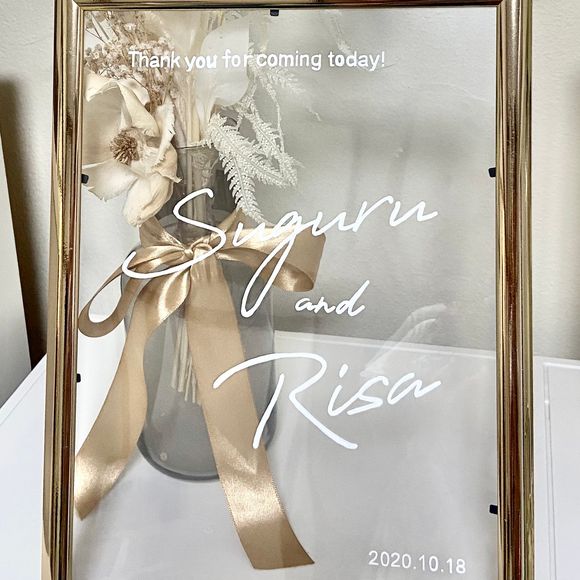 Thank you for coming today!
Suguru
and
Risa
2020.10.18